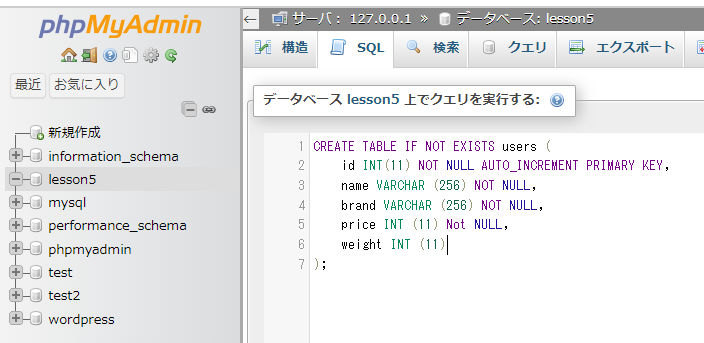 phpMyAdmin
最近 お気に入り
新規作成
information_schema
lesson5
mysql
performance_schema
phpmyadmin
test
test2
wordpress
← サーバ: 127.0.0.1 » データベース: lesson5
構造 SQL 検索 クエリ エクスポート
データベース lesson5 上でクエリを実行する:
1 CREATE TABLE IF NOT EXISTS users (
2 id INT(11) NOT NULL AUTO_INCREMENT PRIMARY KEY,
3 name VARCHAR (256) NOT NULL,
4 brand VARCHAR (256) NOT NULL,
5 price INT (11) Not NULL,
6 weight INT (11)
7 );